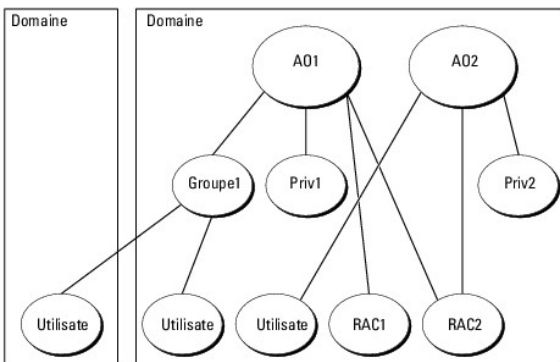 Domaine
Domaine
AO1
AO2
Groupe1
Priv1
Priv2
Utilisate
Utilisate
Utilisate
RAC1
RAC2